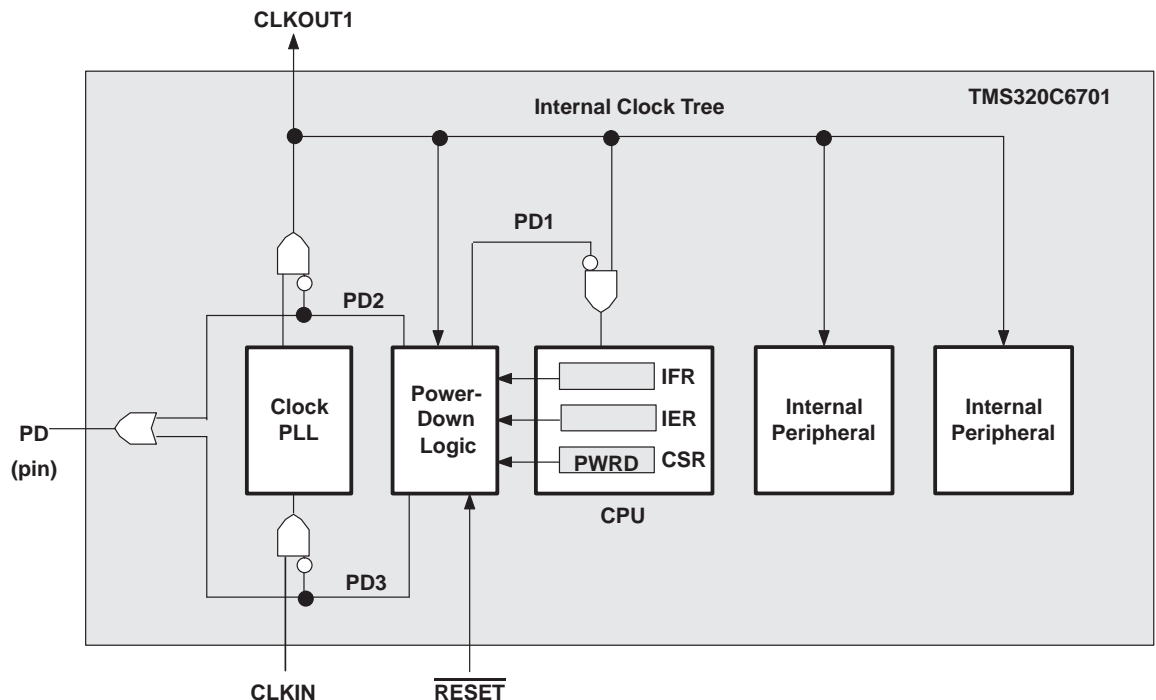 CLKOUT1
TMS320C6701
Internal Clock Tree
PD1
PD2
Clock
PLL
Power-
Down
Logic
IFR
IER
PWRD
CSR
CPU
Internal
Peripheral
Internal
Peripheral
PD
(pin)
PD3
CLKIN
RESET